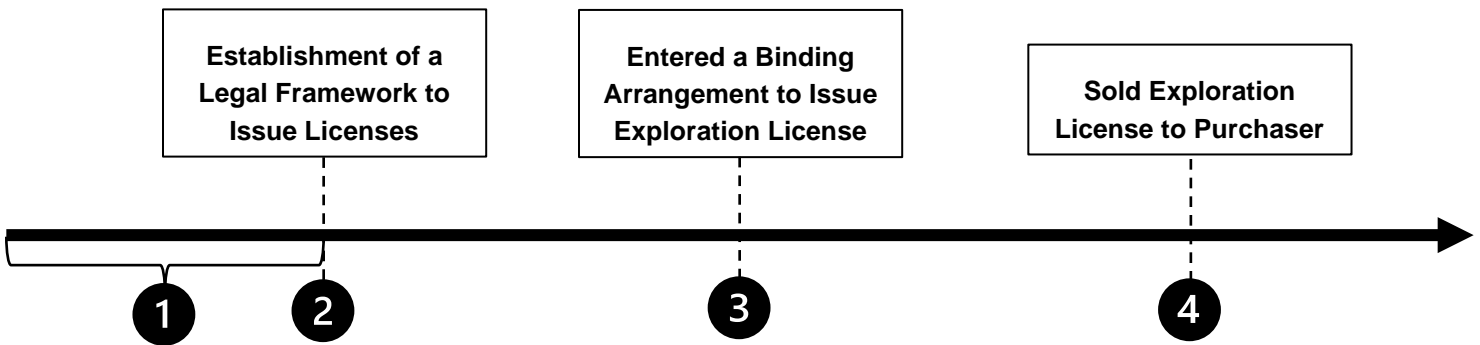 Establishment of a
Legal Framework to
Issue Licenses
Entered a Binding
Arrangement to Issue
Exploration License
Sold Exploration
License to Purchaser
1
2
3
4